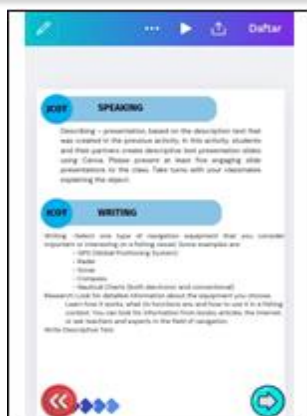 Daftar
JCOT SPEAKING
Describing – presentation based on the description text that
was created in the previous activity. In this activity, students
and their partners create descriptive text presentation slides
using Canva. Please present at least five engaging slide
presentations to the class. Take turns with your classmates
explaining the object.
JCOT WRITING
Writing -Select one type of navigation equipment that you consider
important or interesting in a fishing vessel. Some examples are:
- GPS (Global Positioning System)
- Radar
- Sonar
- Compass
- Nautical Charts (both electronic and conventional)
Research: Look for detailed information about the equipment you choose.
Learn how it works, what its functions are, and how to use it in a fishing
context. You can look for information from books, articles, the internet,
or ask teachers and experts in the field of navigation.
Write Descriptive Text